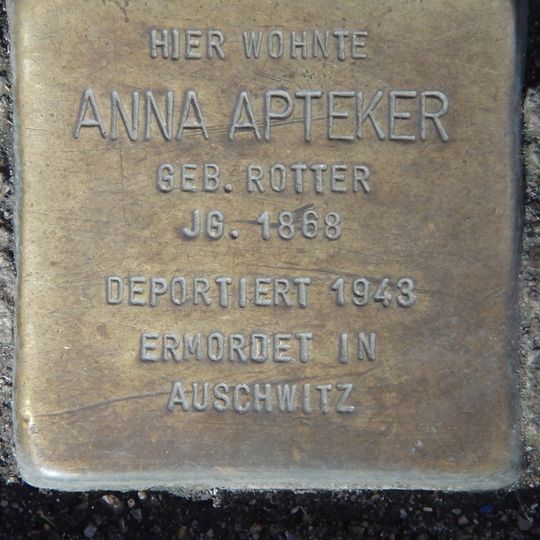 HIER WOHNTE
ANNA APTEKER
GEB. ROTTER
JG. 1868
DEPORTIERT 1943
ERMORDET IN
AUSCHWITZ